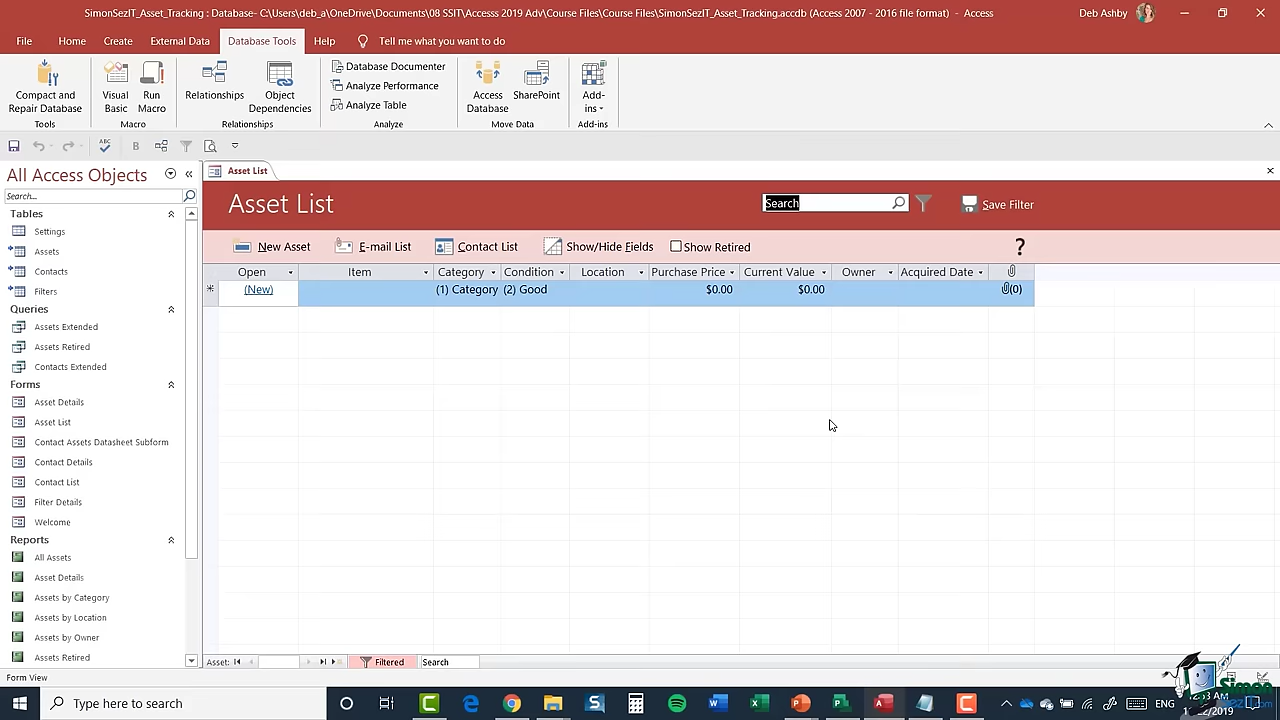 SimonSezIT_Asset_Tracking : Database- C:\Users\deb_a\OneDrive\Documents\08 SSIT\Accesss 2019 Adv\Course Files\Course Files\SimonSezIT_Asset_Tracking.accdb (Access 2007 - 2016 file format) - Access
Deb Ashby
File Home Create External Data Database Tools Help Tell me what you want to do
Compact and Repair Database
Visual Basic
Run Macro
Relationships
Object Dependencies
Database Documenter
Analyze Performance
Analyze Table
Access Database
SharePoint
Add-ins
Tools Macro Relationships Analyze Move Data Add-ins
ABC
B
All Access Objects
Search...
Tables
Settings
Assets
Contacts
Filters
Queries
Assets Extended
Assets Retired
Contacts Extended
Forms
Asset Details
Asset List
Contact Assets Datasheet Subform
Contact Details
Contact List
Filter Details
Welcome
Reports
All Assets
Asset Details
Assets by Category
Assets by Location
Assets by Owner
Assets Retired
Asset List
Asset List
Search
Save Filter
New Asset E-mail List Contact List Show/Hide Fields Show Retired ?
Open Item Category Condition Location Purchase Price Current Value Owner Acquired Date
* (New) (1) Category (2) Good $0.00 $0.00 (0)
Asset: Filtered Search
Form View
Type here to search
ENG
Simon